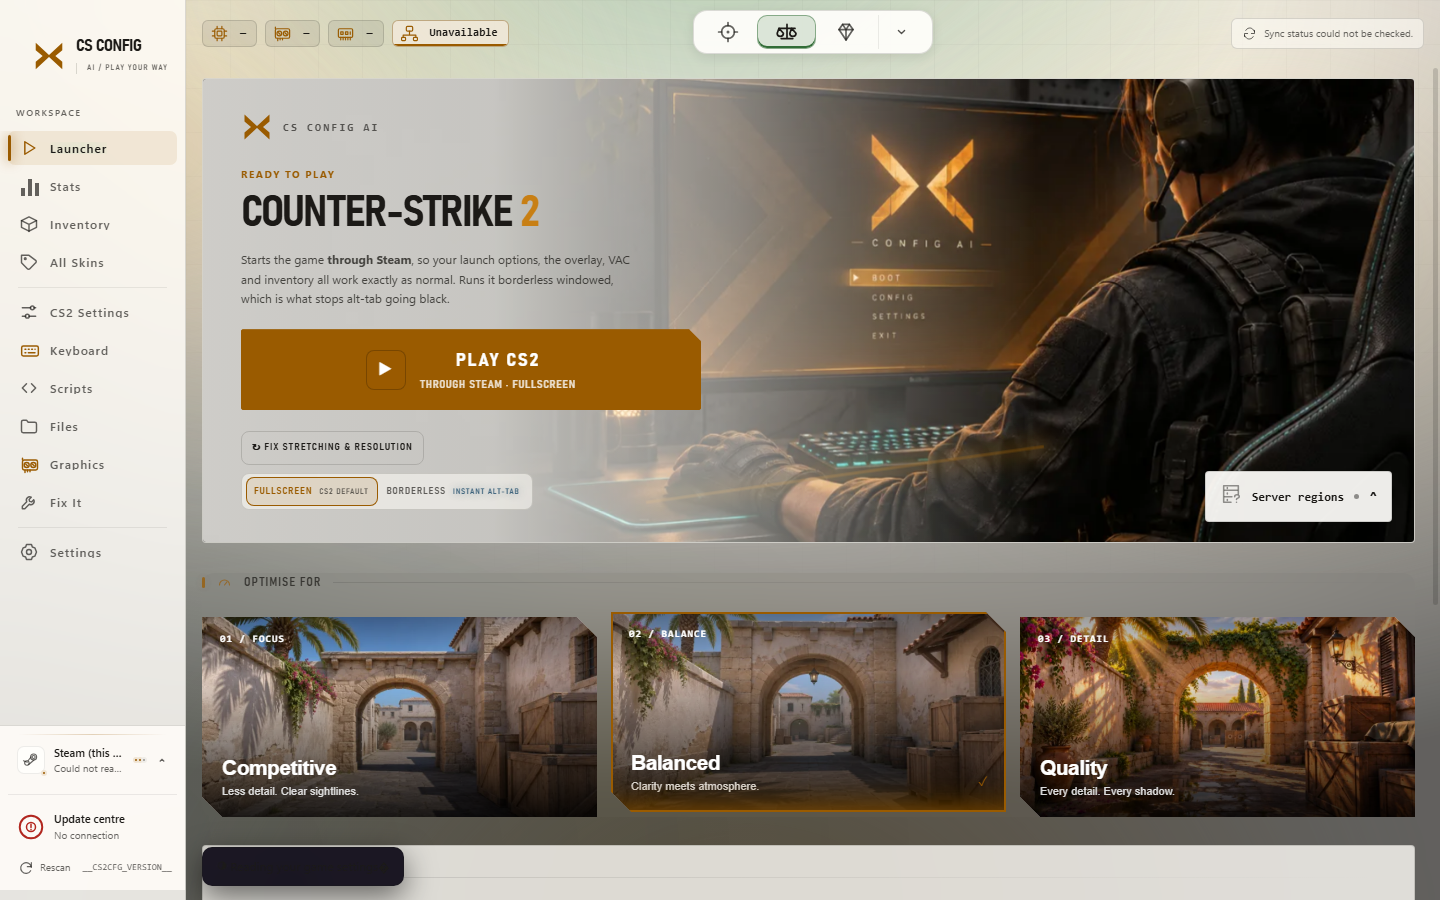 CS CONFIG
AI / PLAY YOUR WAY
WORKSPACE
Launcher
Stats
Inventory
All Skins
CS2 Settings
Keyboard
Scripts
Files
Graphics
Fix It
Settings
Steam (this ...
Could not rea...
Update centre
No connection
Rescan
__CS2CFG_VERSION__
–
–
–
Unavailable
Sync status could not be checked.
CS CONFIG AI
READY TO PLAY
COUNTER-STRIKE 2
Starts the game through Steam, so your launch options, the overlay, VAC
and inventory all work exactly as normal. Runs it borderless windowed,
which is what stops alt-tab going black.
PLAY CS2
THROUGH STEAM · FULLSCREEN
↻ FIX STRETCHING & RESOLUTION
FULLSCREEN CS2 DEFAULT BORDERLESS INSTANT ALT-TAB
— CONFIG AI —
BOOT
CONFIG
SETTINGS
EXIT
Server regions
OPTIMISE FOR
01 / FOCUS
Competitive
Less detail. Clear sightlines.
02 / BALANCE
Balanced
Clarity meets atmosphere.
03 / DETAIL
Quality
Every detail. Every shadow.